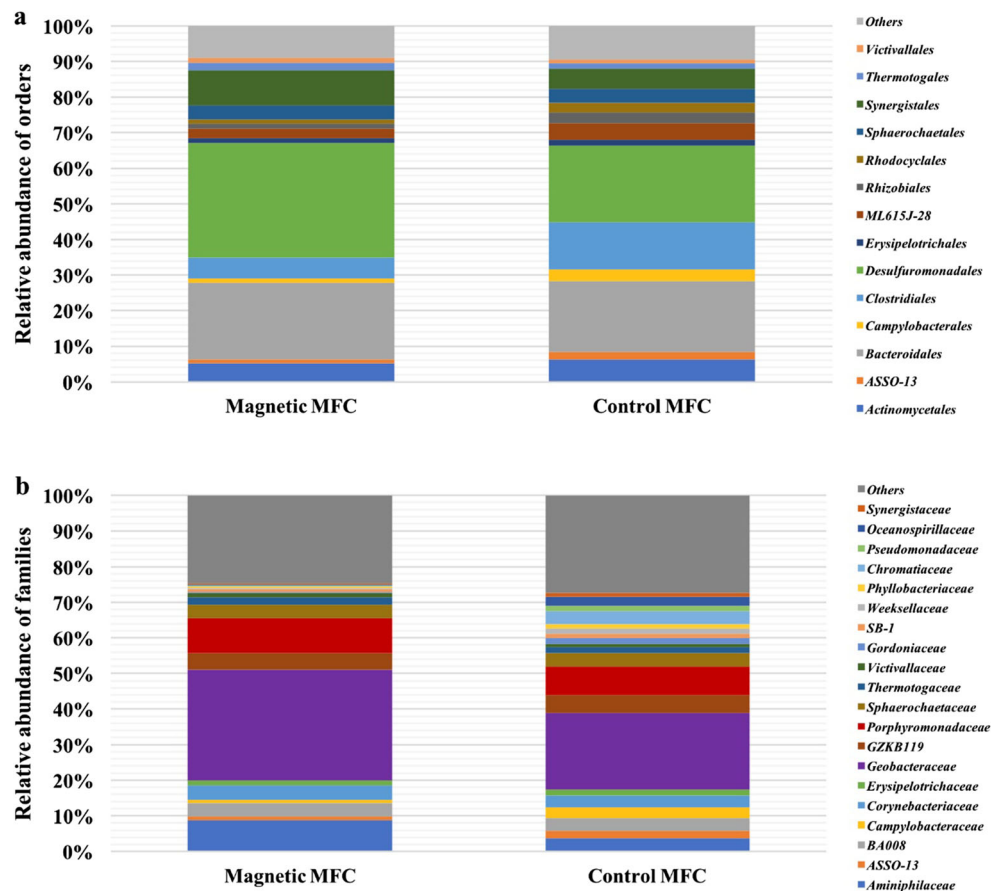 a
Relative abundance of orders
100%
90%
80%
70%
60%
50%
40%
30%
20%
10%
0%
Magnetic MFC
Control MFC
Others
Victivallales
Thermotogales
Synergistales
Sphaerochaetales
Rhodocyclales
Rhizobiales
ML615J-28
Erysipelotrichales
Desulfuromonadales
Clostridiales
Campylobacterales
Bacteroidales
ASSO-13
Actinomycetales
b
Relative abundance of families
100%
90%
80%
70%
60%
50%
40%
30%
20%
10%
0%
Magnetic MFC
Control MFC
Others
Synergistaceae
Oceanospirillaceae
Pseudomonadaceae
Chromatiaceae
Phyllobacteriaceae
Weeksellaceae
SB-1
Gordoniaceae
Victivallaceae
Thermotogaceae
Sphaerochaetaceae
Porphyromonadaceae
GZKB119
Geobacteraceae
Erysipelotrichaceae
Corynebacteriaceae
Campylobacteraceae
BA008
ASSO-13
Aminiphilaceae